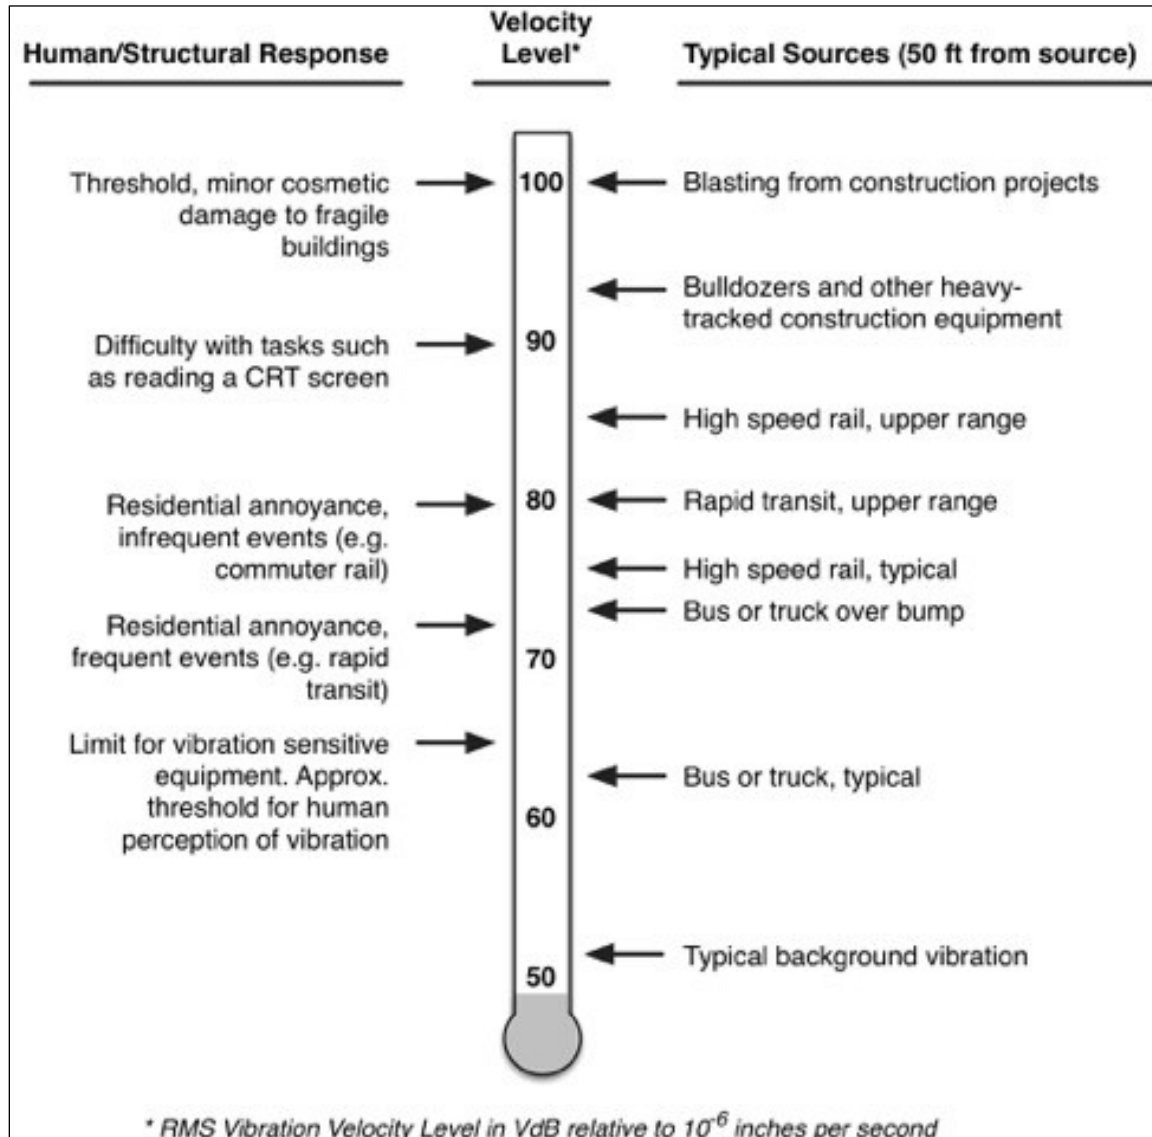 Human/Structural Response
Velocity
Level*
Typical Sources (50 ft from source)
Threshold, minor cosmetic
damage to fragile
buildings
100
Blasting from construction projects
Bulldozers and other heavy-
tracked construction equipment
Difficulty with tasks such
as reading a CRT screen
90
High speed rail, upper range
Residential annoyance,
infrequent events (e.g.
commuter rail)
80
Rapid transit, upper range
High speed rail, typical
Bus or truck over bump
Residential annoyance,
frequent events (e.g. rapid
transit)
70
Limit for vibration sensitive
equipment. Approx.
threshold for human
perception of vibration
Bus or truck, typical
60
Typical background vibration
50
* RMS Vibration Velocity Level in VdB relative to 10⁻⁶ inches per second